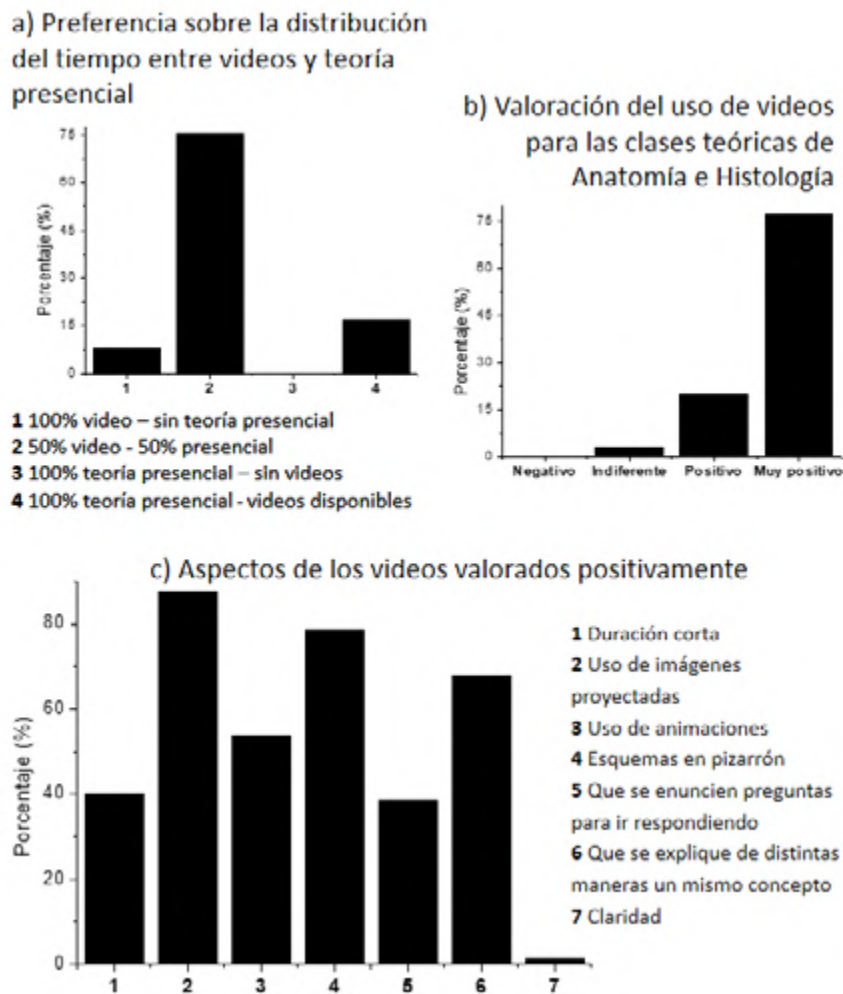 a) Preferencia sobre la distribución
del tiempo entre videos y teoría
presencial
75
60
45
30
15
0
Porcentaje (%)
1 2 3 4
1 100% video – sin teoría presencial
2 50% video - 50% presencial
3 100% teoría presencial – sin videos
4 100% teoría presencial - videos disponibles
b) Valoración del uso de videos
para las clases teóricas de
Anatomía e Histología
75
60
45
30
15
0
Porcentaje (%)
Negativo Indiferente Positivo Muy positivo
c) Aspectos de los videos valorados positivamente
80
60
40
20
0
Porcentaje (%)
1 2 3 4 5 6 7
1 Duración corta
2 Uso de imágenes
proyectadas
3 Uso de animaciones
4 Esquemas en pizarrón
5 Que se enuncien preguntas
para ir respondiendo
6 Que se explique de distintas
maneras un mismo concepto
7 Claridad